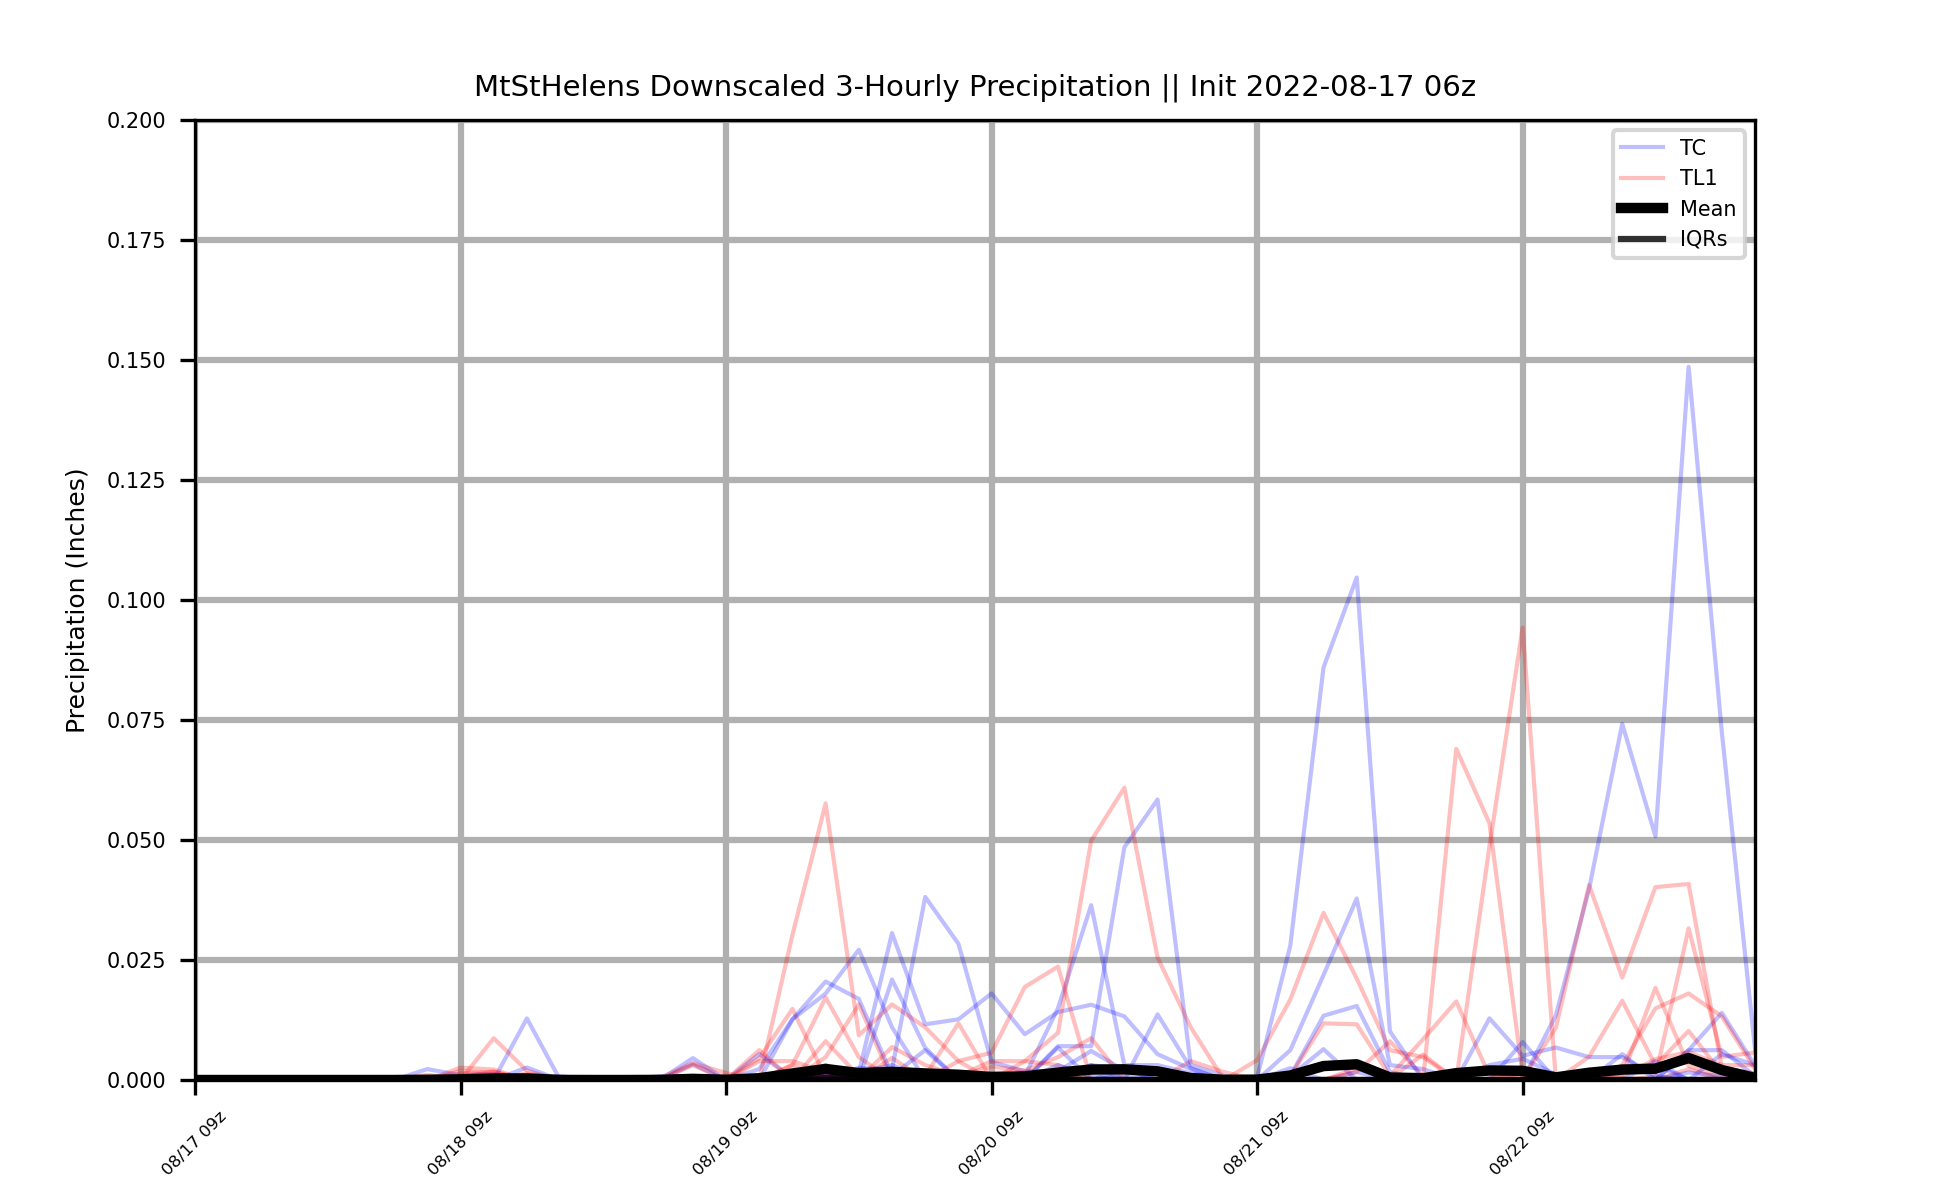 MtStHelens Downscaled 3-Hourly Precipitation || Init 2022-08-17 06z
TC
TL1
Mean
IQRs
Precipitation (Inches)
0.200
0.175
0.150
0.125
0.100
0.075
0.050
0.025
0.000
08/17 09z
08/18 09z
08/19 09z
08/20 09z
08/21 09z
08/22 09z